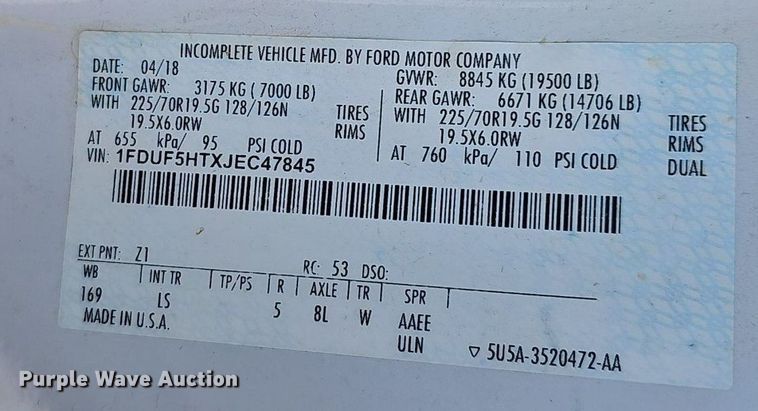 INCOMPLETE VEHICLE MFD. BY FORD MOTOR COMPANY
DATE: 04/18 GVWR: 8845 KG (19500 LB)
FRONT GAWR: 3175 KG ( 7000 LB) REAR GAWR: 6671 KG (14706 LB)
WITH 225/70R19.5G 128/126N TIRES WITH 225/70R19.5G 128/126N TIRES
19.5X6.0RW RIMS 19.5X6.0RW RIMS
AT 655 kPa/ 95 PSI COLD AT 760 kPa/ 110 PSI COLD DUAL
VIN: 1FDUF5HTXJEC47845
EXT PNT: Z1 RC: 53 DSO:
WB INT TR TP/PS R AXLE TR SPR
169 LS 5 8L W AAEE
MADE IN U.S.A. ULN ▽ 5U5A-3520472-AA
Purple Wave Auction